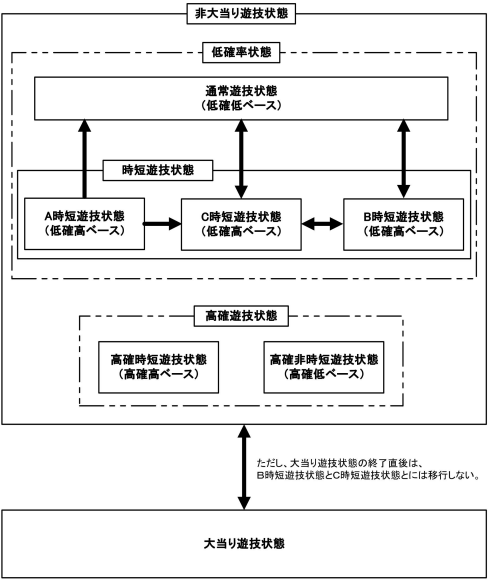 非大当り遊技状態
低確率状態
通常遊技状態
(低確低ベース)
時短遊技状態
A時短遊技状態
(低確高ベース)
C時短遊技状態
(低確高ベース)
B時短遊技状態
(低確高ベース)
高確遊技状態
高確時短遊技状態
(高確高ベース)
高確非時短遊技状態
(高確低ベース)
ただし、大当り遊技状態の終了直後は、
B時短遊技状態とC時短遊技状態とには移行しない。
大当り遊技状態